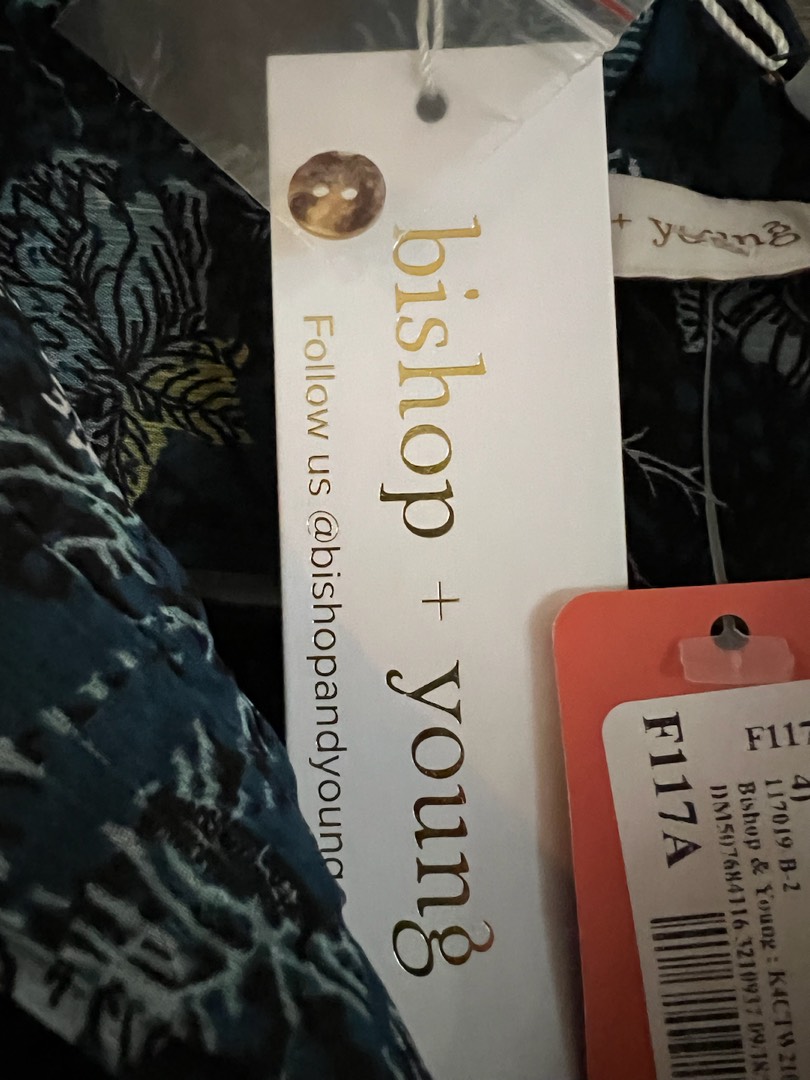 bishop + young
Follow us @bishopandyoung
+ young
F117A
F117
117019 B-2
Bishop & Young :